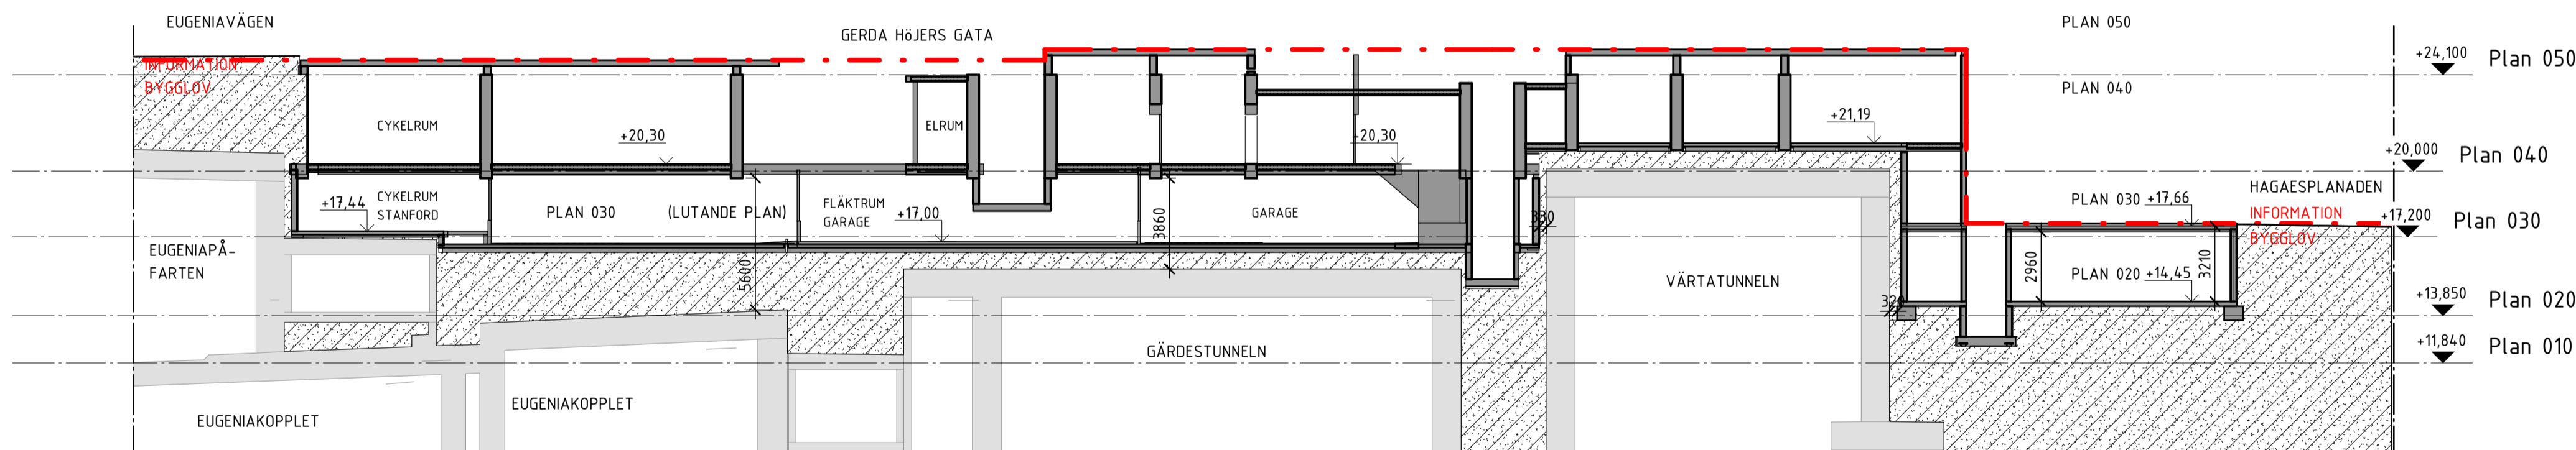 EUGENIAVÄGEN
GERDA HöJERS GATA
PLAN 050
+24,100 Plan 050
INFORMATION
BYGGLOV
PLAN 040
CYKELRUM
+20,30
ELRUM
+20,30
+21,19
+20,000 Plan 040
CYKELRUM
STANFORD
+17,44
PLAN 030
(LUTANDE PLAN)
FLÄKTRUM
GARAGE
+17,00
3860
GARAGE
330
PLAN 030 +17,66
HAGAESPLANADEN
INFORMATION
BYGGLOV
+17,200 Plan 030
EUGENIAPÅ-
FARTEN
5600
VÄRTATUNNELN
2960
PLAN 020 +14,45
3210
+13,850 Plan 020
GÄRDESTUNNELN
+11,840 Plan 010
EUGENIAKOPPLET
EUGENIAKOPPLET